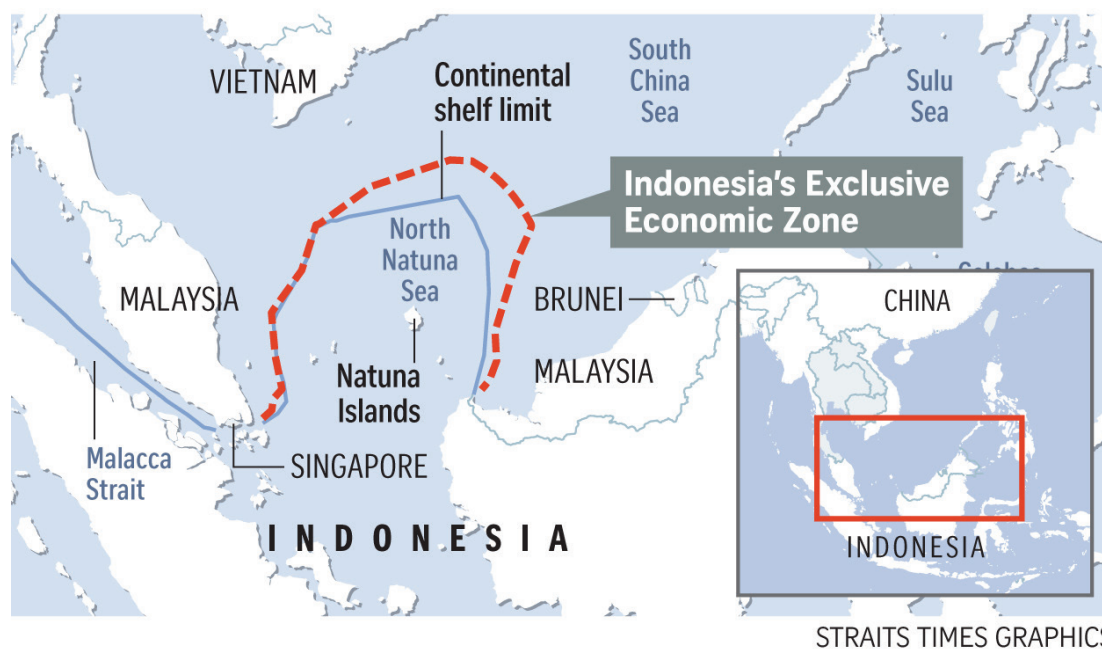 VIETNAM
Continental
shelf limit
South
China
Sea
Sulu
Sea
Indonesia's Exclusive
Economic Zone
North
Natuna
Sea
MALAYSIA
BRUNEI
CHINA
Natuna
Islands
MALAYSIA
Malacca
Strait
SINGAPORE
INDONESIA
INDONESIA
STRAITS TIMES GRAPHICS